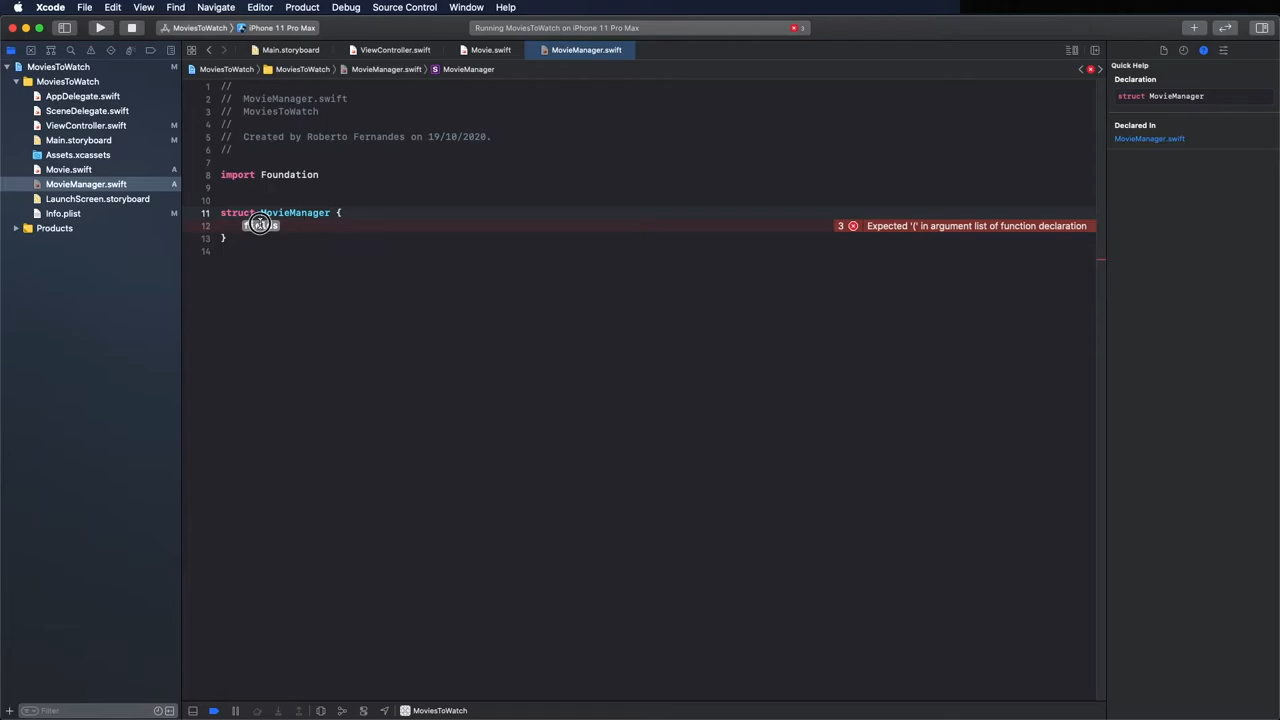 Xcode File Edit View Find Navigate Editor Product Debug Source Control Window Help
MoviesToWatch 〉 iPhone 11 Pro Max
Running MoviesToWatch on iPhone 11 Pro Max
3
Main.storyboard
ViewController.swift
Movie.swift
MovieManager.swift
MoviesToWatch 〉 MoviesToWatch 〉 MovieManager.swift 〉 S MovieManager
MoviesToWatch M
MoviesToWatch
AppDelegate.swift
SceneDelegate.swift
ViewController.swift M
Main.storyboard M
Assets.xcassets
Movie.swift A
MovieManager.swift A
LaunchScreen.storyboard
Info.plist M
Products
1 //
2 // MovieManager.swift
3 // MoviesToWatch
4 //
5 // Created by Roberto Fernandes on 19/10/2020.
6 //
7
8 import Foundation
9
10
11 struct MovieManager {
12
3 Expected '(' in argument list of function declaration
13 }
14
Quick Help
Declaration
struct MovieManager
Declared In
MovieManager.swift
Filter
MoviesToWatch